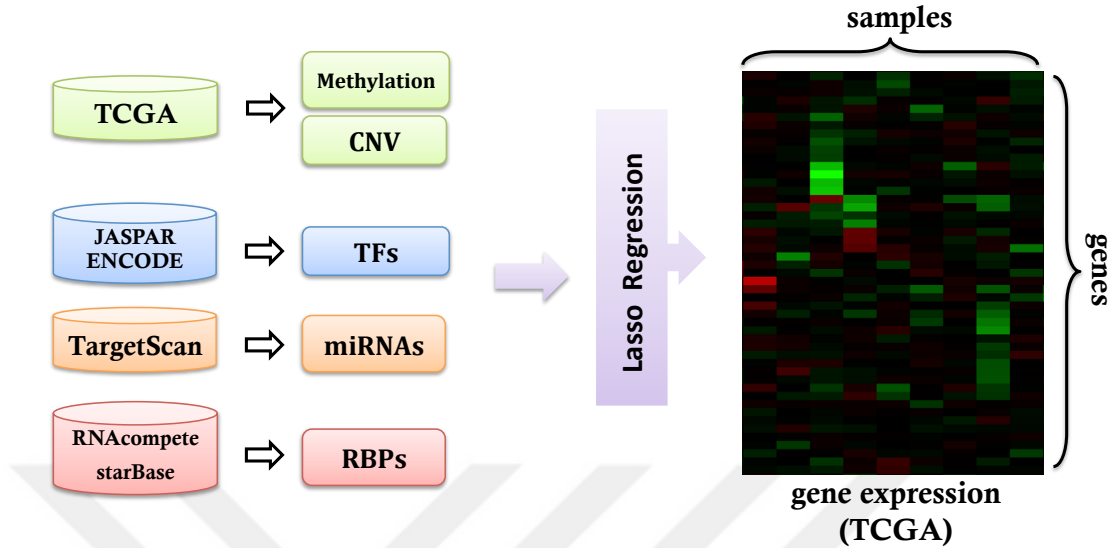 samples
TCGA
Methylation
CNV
JASPAR
ENCODE
TFs
TargetScan
miRNAs
RNAcompete
starBase
RBPs
Lasso Regression
genes
gene expression
(TCGA)